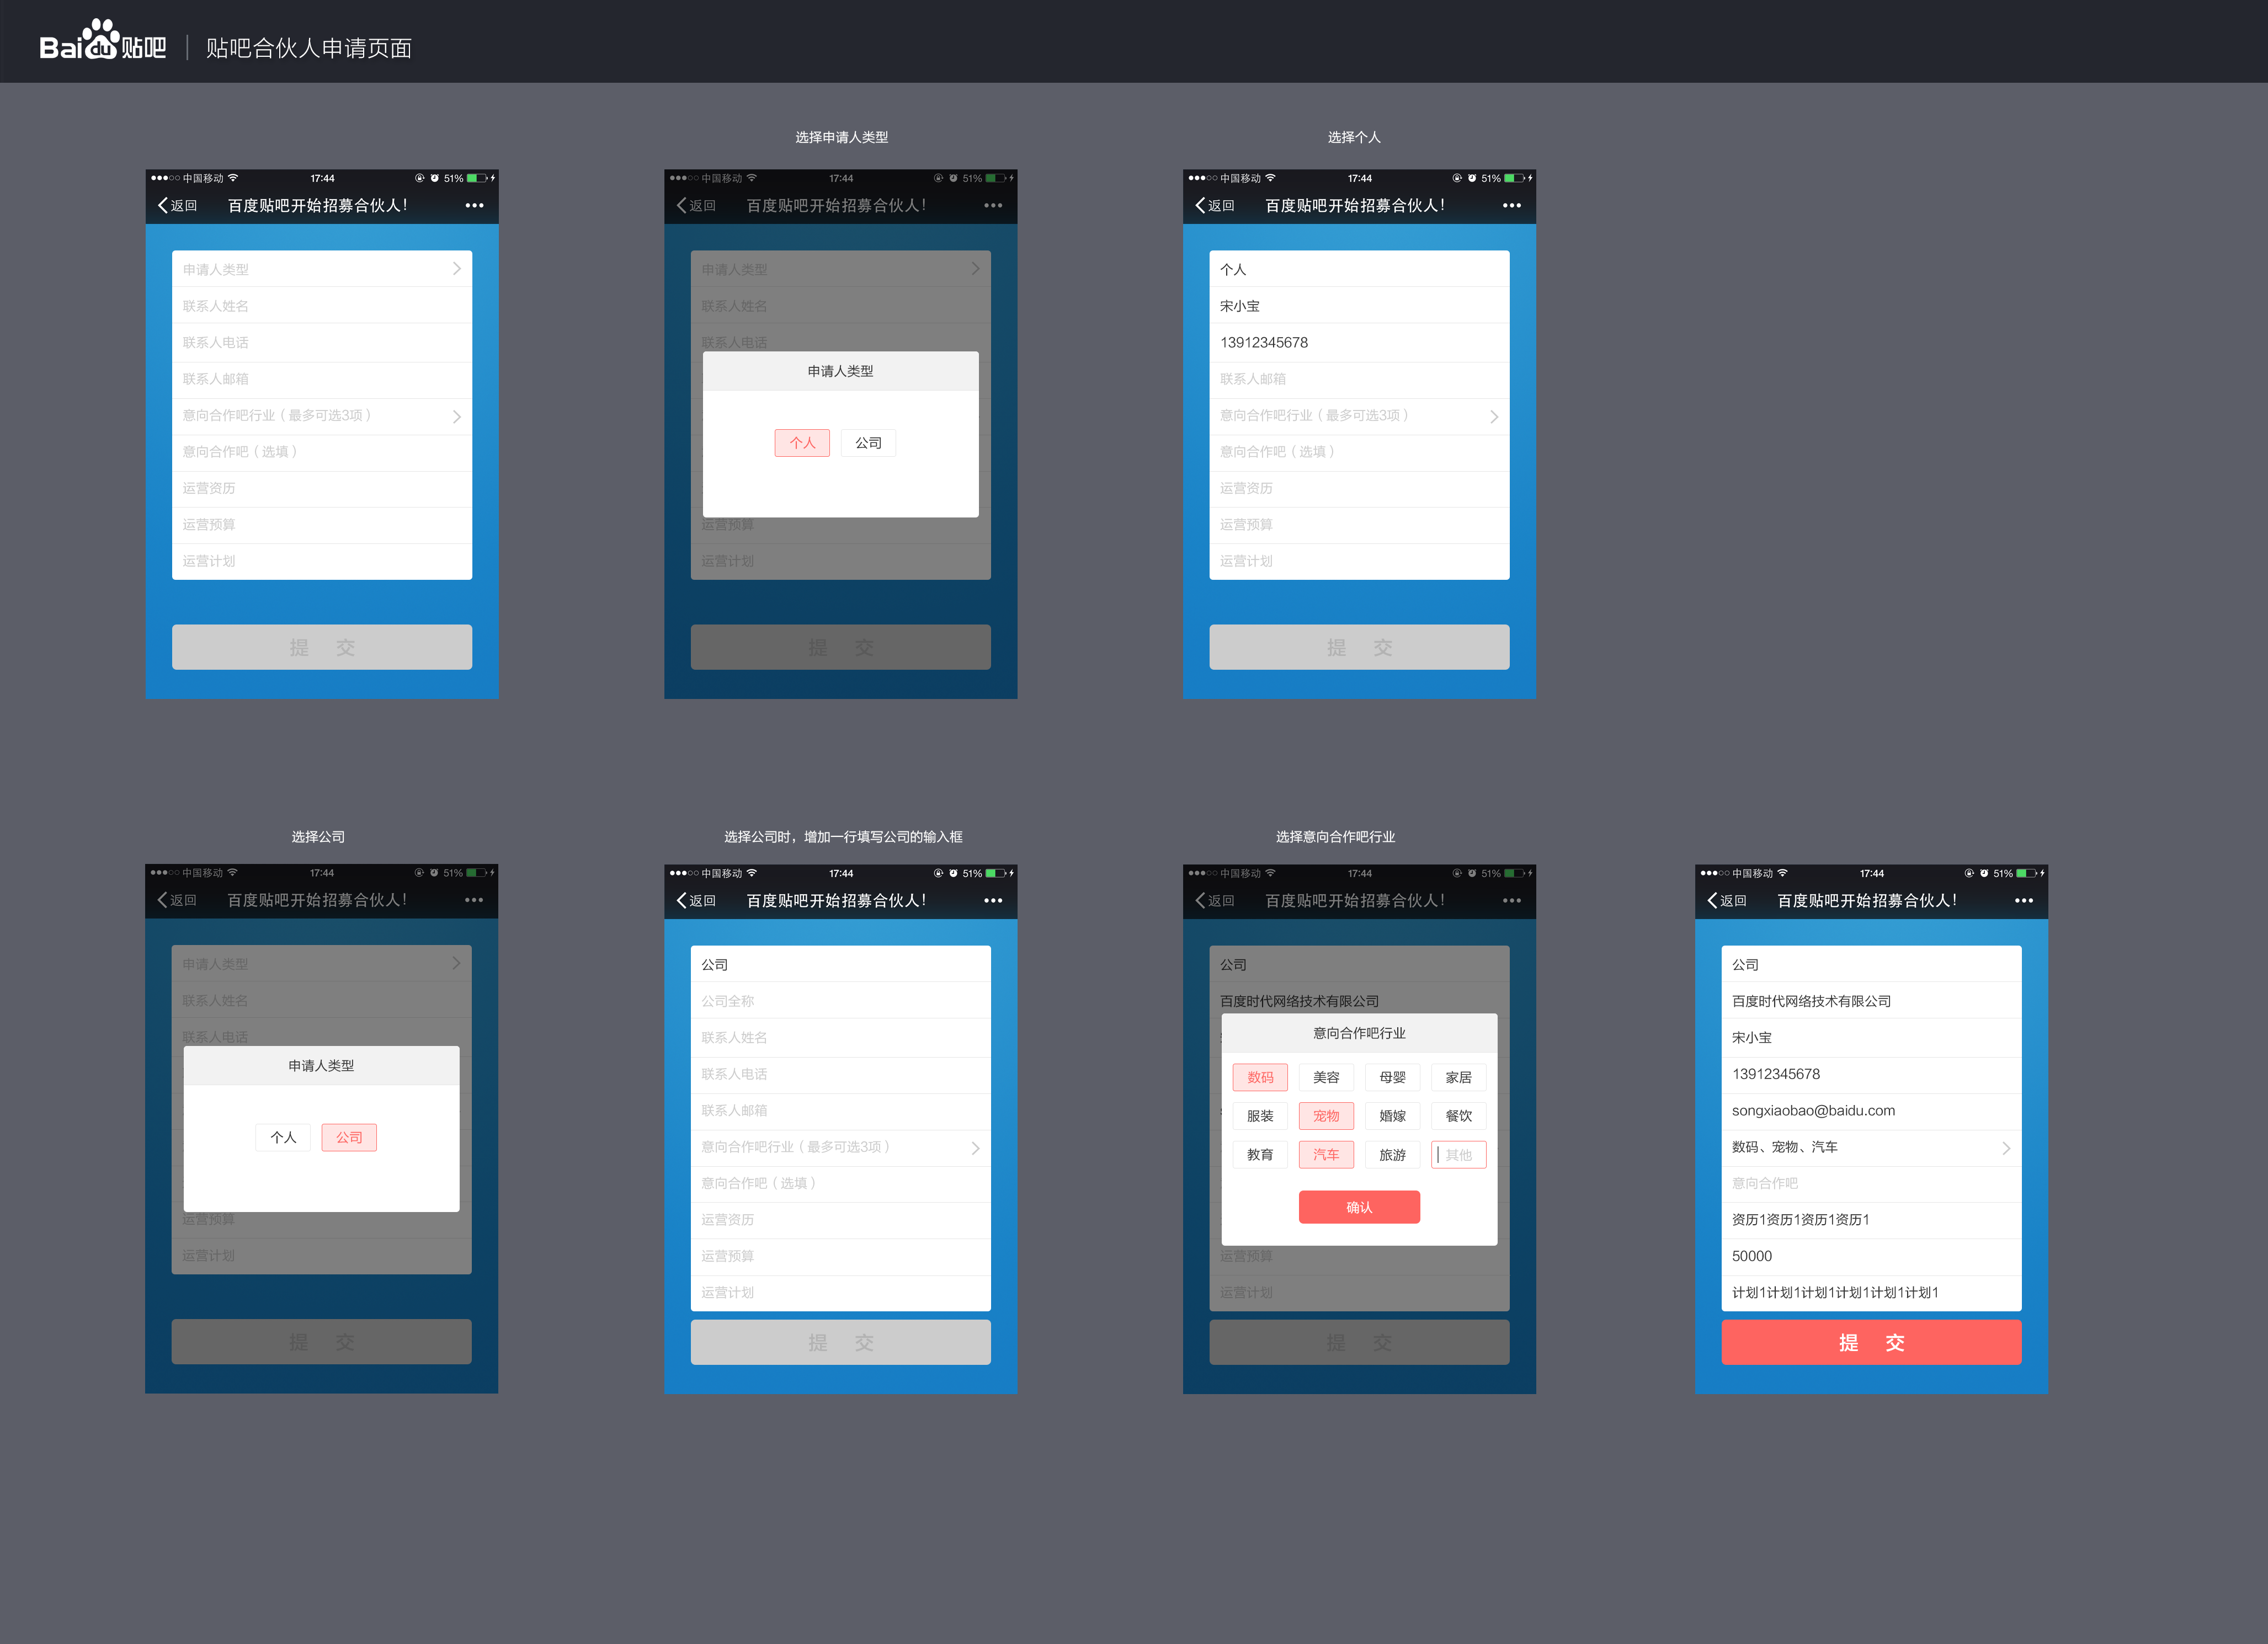 Baidu贴吧 | 贴吧合伙人申请页面
中国移动 17:44 51%
返回 百度贴吧开始招募合伙人！
申请人类型
联系人姓名
联系人电话
联系人邮箱
意向合作吧行业（最多可选3项）
意向合作吧（选填）
运营资历
运营预算
运营计划
提 交
选择申请人类型
中国移动 17:44 51%
返回 百度贴吧开始招募合伙人！
申请人类型
联系人姓名
联系人电话
申请人类型
个人 公司
运营预算
运营计划
提 交
选择个人
中国移动 17:44 51%
返回 百度贴吧开始招募合伙人！
个人
宋小宝
13912345678
联系人邮箱
意向合作吧行业（最多可选3项）
意向合作吧（选填）
运营资历
运营预算
运营计划
提 交
选择公司
中国移动 17:44 51%
返回 百度贴吧开始招募合伙人！
申请人类型
联系人姓名
联系人电话
申请人类型
个人 公司
运营预算
运营计划
提 交
选择公司时，增加一行填写公司的输入框
中国移动 17:44 51%
返回 百度贴吧开始招募合伙人！
公司
公司全称
联系人姓名
联系人电话
联系人邮箱
意向合作吧行业（最多可选3项）
意向合作吧（选填）
运营资历
运营预算
运营计划
提 交
选择意向合作吧行业
中国移动 17:44 51%
返回 百度贴吧开始招募合伙人！
公司
百度时代网络技术有限公司
意向合作吧行业
数码 美容 母婴 家居
服装 宠物 婚嫁 餐饮
教育 汽车 旅游 其他
确认
运营预算
运营计划
提 交
中国移动 17:44 51%
返回 百度贴吧开始招募合伙人！
公司
百度时代网络技术有限公司
宋小宝
13912345678
songxiaobao@baidu.com
数码、宠物、汽车
意向合作吧
资历1资历1资历1资历1
50000
计划1计划1计划1计划1计划1计划1
提 交